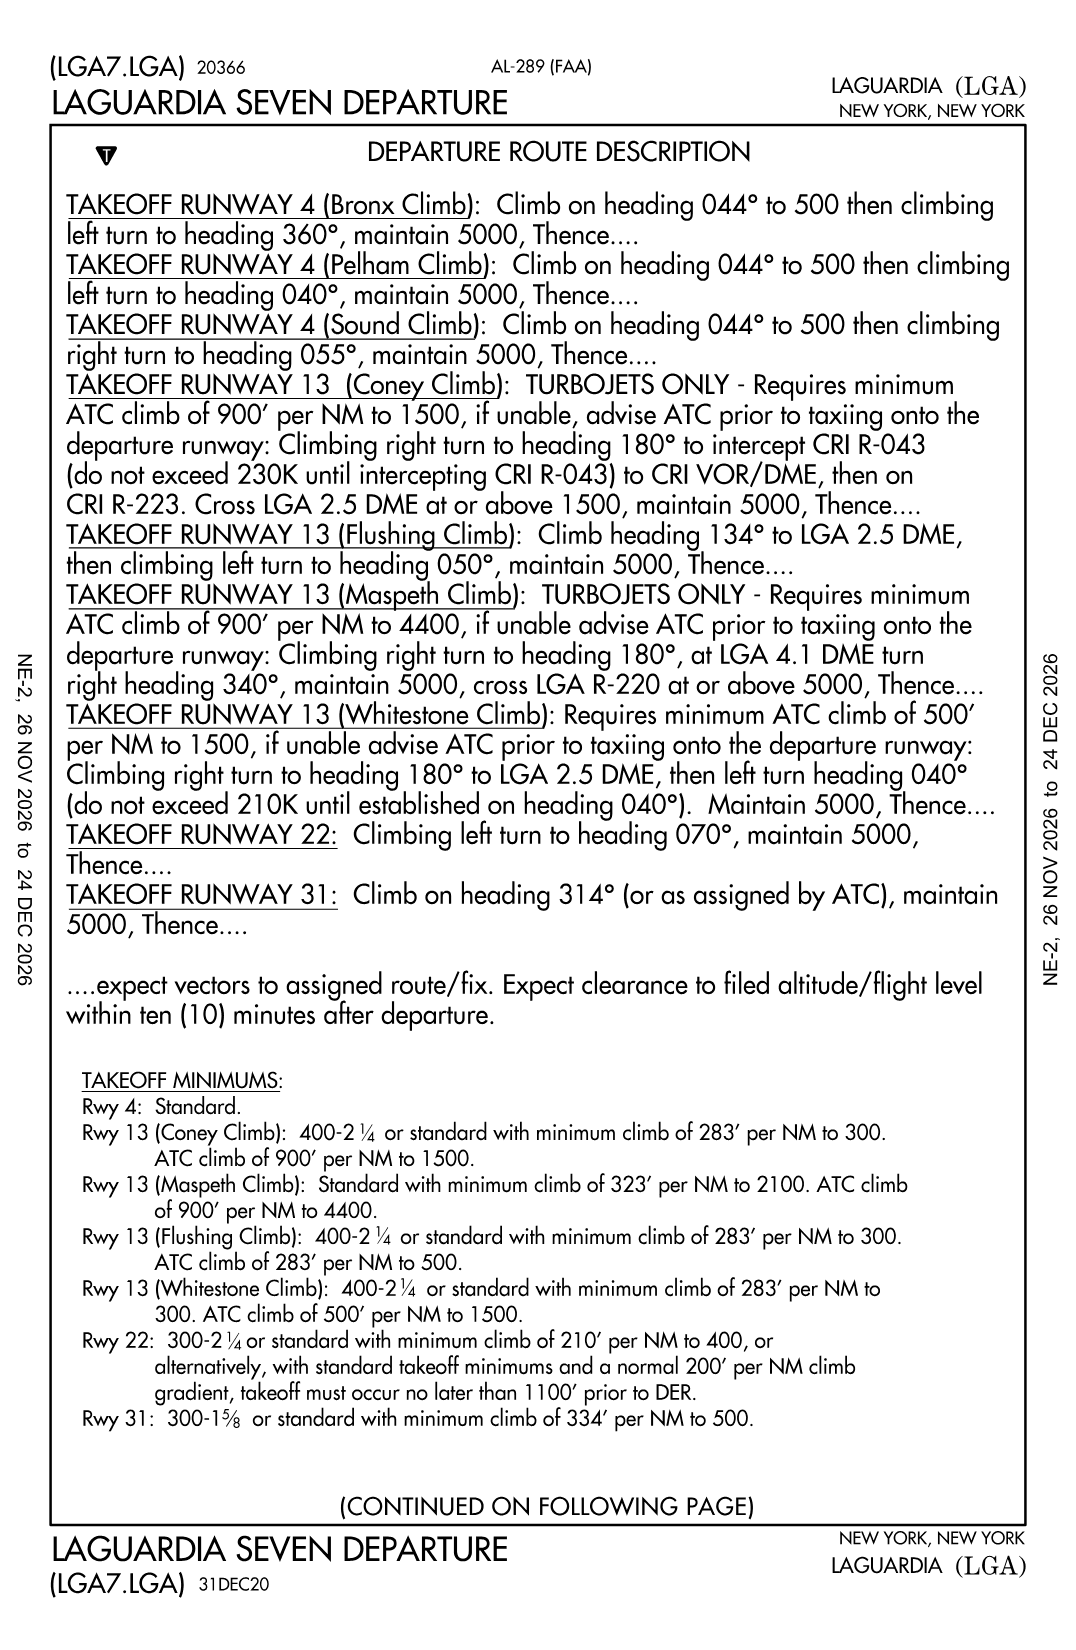 (LGA7.LGA) 20366
AL-289 (FAA)
LAGUARDIA (LGA)
LAGUARDIA SEVEN DEPARTURE
NEW YORK, NEW YORK
T
DEPARTURE ROUTE DESCRIPTION
TAKEOFF RUNWAY 4 (Bronx Climb): Climb on heading 044° to 500 then climbing
left turn to heading 360°, maintain 5000, Thence....
TAKEOFF RUNWAY 4 (Pelham Climb): Climb on heading 044° to 500 then climbing
left turn to heading 040°, maintain 5000, Thence....
TAKEOFF RUNWAY 4 (Sound Climb): Climb on heading 044° to 500 then climbing
right turn to heading 055°, maintain 5000, Thence....
TAKEOFF RUNWAY 13 (Coney Climb): TURBOJETS ONLY - Requires minimum
ATC climb of 900’ per NM to 1500, if unable, advise ATC prior to taxiing onto the
departure runway: Climbing right turn to heading 180° to intercept CRI R-043
(do not exceed 230K until intercepting CRI R-043) to CRI VOR/DME, then on
CRI R-223. Cross LGA 2.5 DME at or above 1500, maintain 5000, Thence....
TAKEOFF RUNWAY 13 (Flushing Climb): Climb heading 134° to LGA 2.5 DME,
then climbing left turn to heading 050°, maintain 5000, Thence....
TAKEOFF RUNWAY 13 (Maspeth Climb): TURBOJETS ONLY - Requires minimum
ATC climb of 900’ per NM to 4400, if unable advise ATC prior to taxiing onto the
departure runway: Climbing right turn to heading 180°, at LGA 4.1 DME turn
right heading 340°, maintain 5000, cross LGA R-220 at or above 5000, Thence....
TAKEOFF RUNWAY 13 (Whitestone Climb): Requires minimum ATC climb of 500’
per NM to 1500, if unable advise ATC prior to taxiing onto the departure runway:
Climbing right turn to heading 180° to LGA 2.5 DME, then left turn heading 040°
(do not exceed 210K until established on heading 040°). Maintain 5000, Thence....
TAKEOFF RUNWAY 22: Climbing left turn to heading 070°, maintain 5000,
Thence....
TAKEOFF RUNWAY 31: Climb on heading 314° (or as assigned by ATC), maintain
5000, Thence....
....expect vectors to assigned route/fix. Expect clearance to filed altitude/flight level
within ten (10) minutes after departure.
TAKEOFF MINIMUMS:
Rwy 4: Standard.
Rwy 13 (Coney Climb): 400-2 ¼ or standard with minimum climb of 283’ per NM to 300.
ATC climb of 900’ per NM to 1500.
Rwy 13 (Maspeth Climb): Standard with minimum climb of 323’ per NM to 2100. ATC climb
of 900’ per NM to 4400.
Rwy 13 (Flushing Climb): 400-2 ¼ or standard with minimum climb of 283’ per NM to 300.
ATC climb of 283’ per NM to 500.
Rwy 13 (Whitestone Climb): 400-2 ¼ or standard with minimum climb of 283’ per NM to
300. ATC climb of 500’ per NM to 1500.
Rwy 22: 300-2 ¼ or standard with minimum climb of 210’ per NM to 400, or
alternatively, with standard takeoff minimums and a normal 200’ per NM climb
gradient, takeoff must occur no later than 1100’ prior to DER.
Rwy 31: 300-1⅝ or standard with minimum climb of 334’ per NM to 500.
(CONTINUED ON FOLLOWING PAGE)
LAGUARDIA SEVEN DEPARTURE
(LGA7.LGA) 31DEC20
NEW YORK, NEW YORK
LAGUARDIA (LGA)
NE-2, 26 NOV 2026 to 24 DEC 2026
NE-2, 26 NOV 2026 to 24 DEC 2026